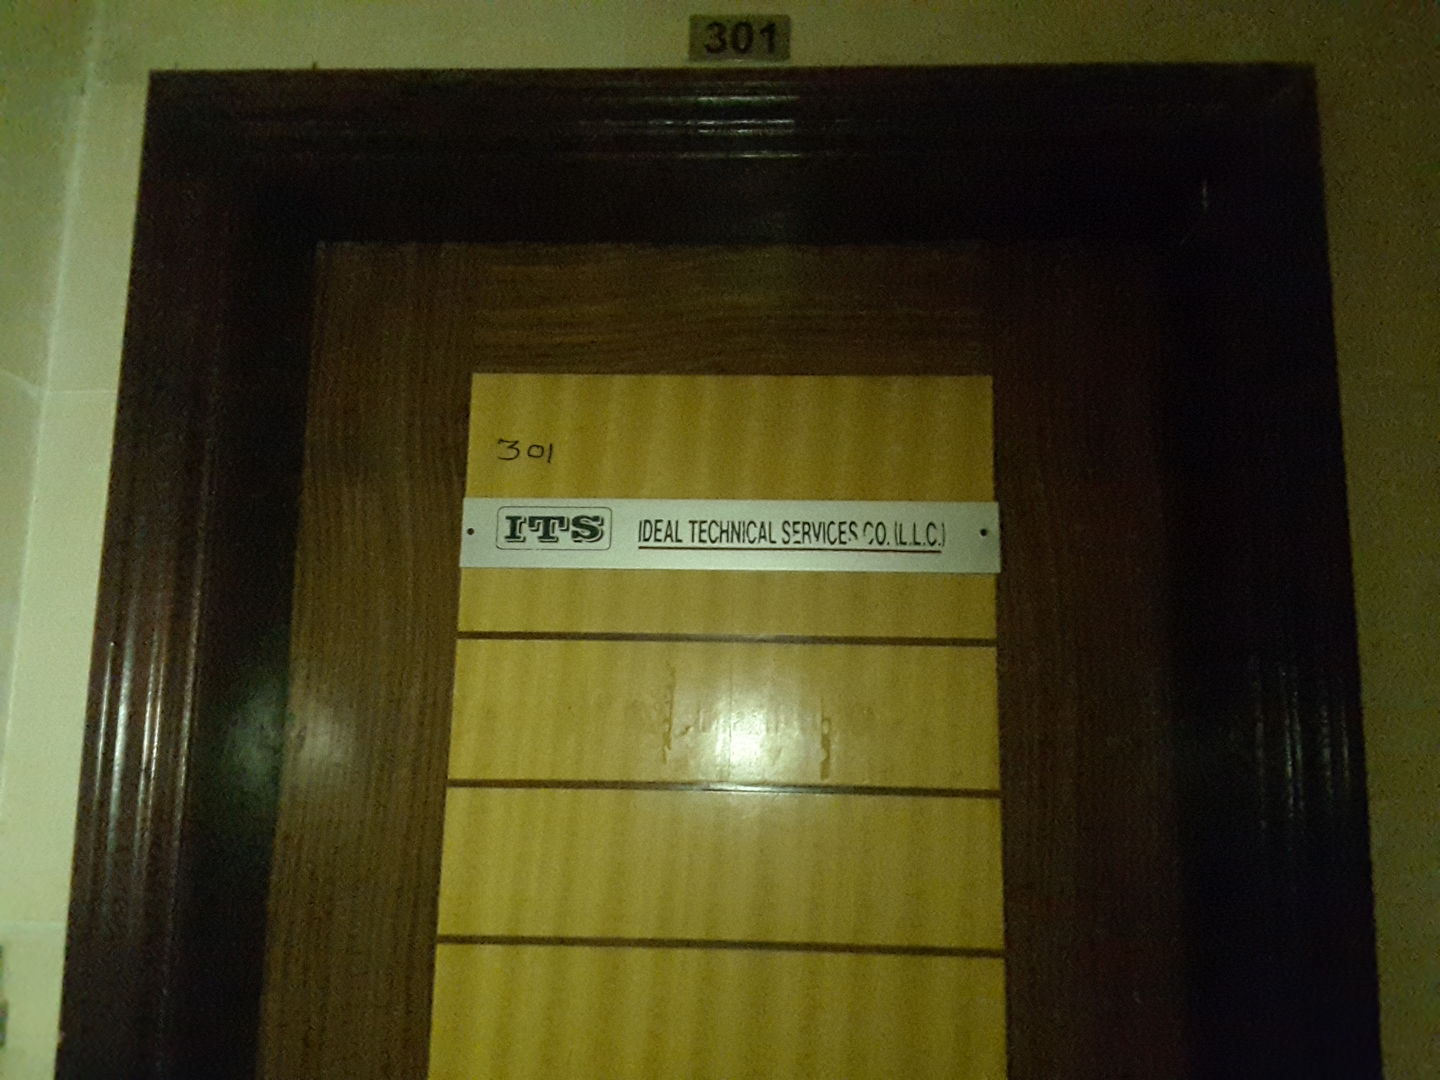 301
301
ITS
IDEAL TECHNICAL SERVICES CO. (L.L.C.)